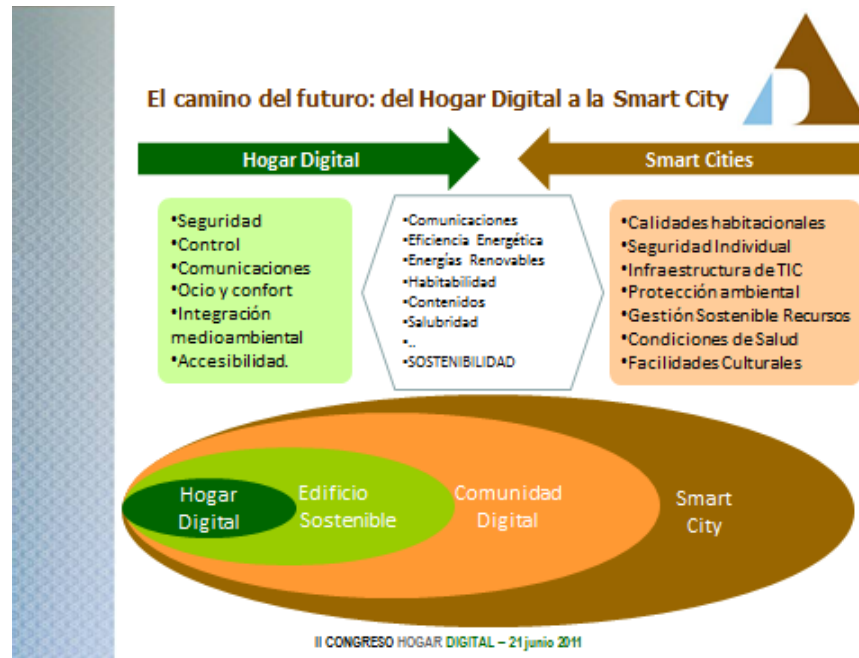 El camino del futuro: del Hogar Digital a la Smart City
Hogar Digital
Smart Cities
•Seguridad
•Control
•Comunicaciones
•Ocio y confort
•Integración
medioambiental
•Accesibilidad.
•Comunicaciones
•Eficiencia Energética
•Energías Renovables
•Habitabilidad
•Contenidos
•Salubridad
•..
•SOSTENIBILIDAD
•Calidades habitacionales
•Seguridad Individual
•Infraestructura de TIC
•Protección ambiental
•Gestión Sostenible Recursos
•Condiciones de Salud
•Facilidades Culturales
Hogar
Digital
Edificio
Sostenible
Comunidad
Digital
Smart
City
II CONGRESO HOGAR DIGITAL – 21 junio 2011